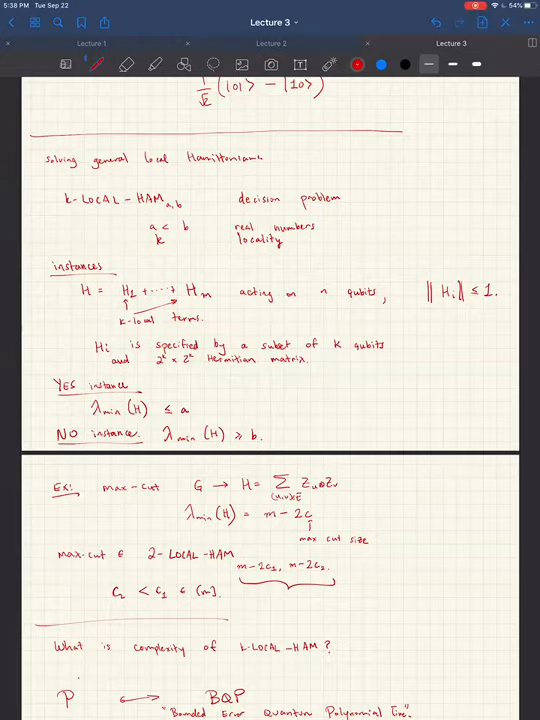 5:38 PM Tue Sep 22
54%
Lecture 3
Lecture 1
Lecture 2
Lecture 3
1/√2 (|01> - |10>)
Solving general local Hamiltonians
k-LOCAL-HAM a,b decision problem
a < b real numbers
k locality
instances
H = H1 + ... + Hm acting on n qubits, ||Hi|| ≤ 1.
k-local terms.
Hi is specified by a subset of k qubits
and 2^k × 2^k Hermitian matrix.
YES instance
λmin (H) ≤ a
NO instance. λmin (H) ≥ b.
Ex: max-cut G → H = Σ(u,v)∈E Zu⊗Zv
λmin (H) = m - 2c
max cut size
max-cut ∈ 2-LOCAL-HAM m-2c1, m-2c2.
c2 < c1 ∈ [m].
What is complexity of k-LOCAL-HAM?
P ↔ BQP
"Bounded Error Quantum Polynomial Time".